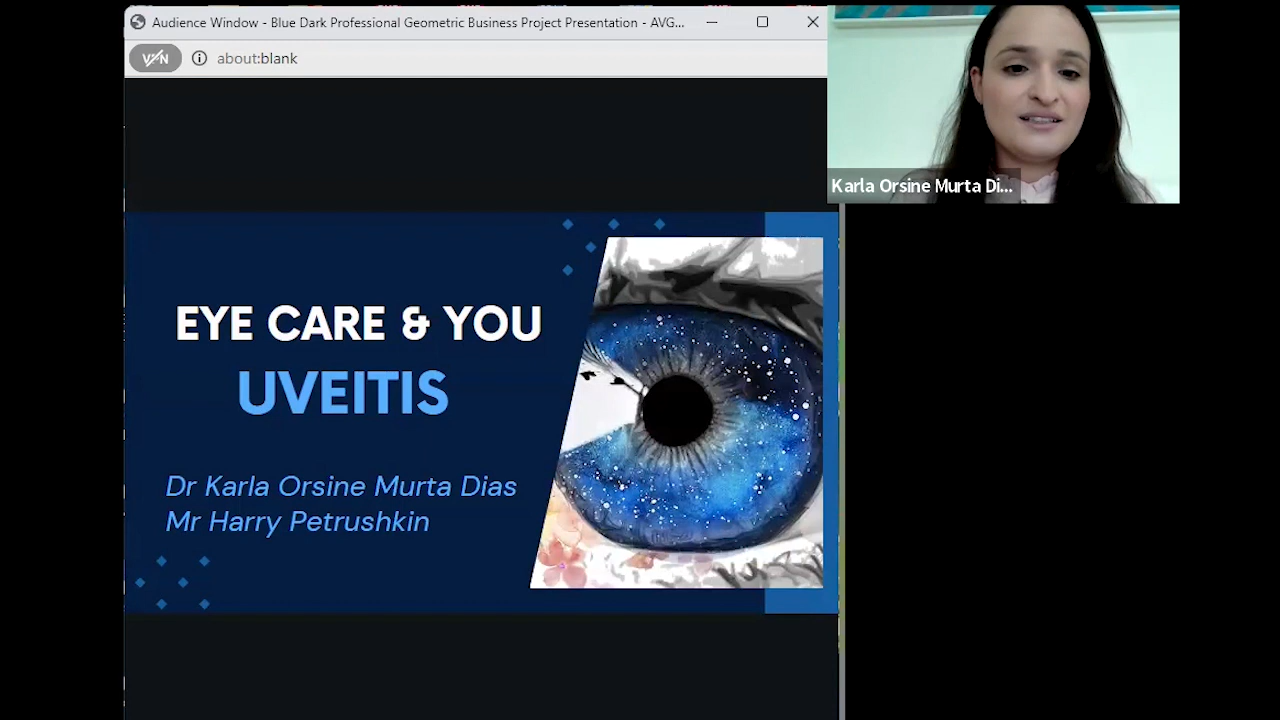 Audience Window - Blue Dark Professional Geometric Business Project Presentation - AVG...
VPN
about:blank
Karla Orsine Murta Di...
EYE CARE & YOU
UVEITIS
Dr Karla Orsine Murta Dias
Mr Harry Petrushkin